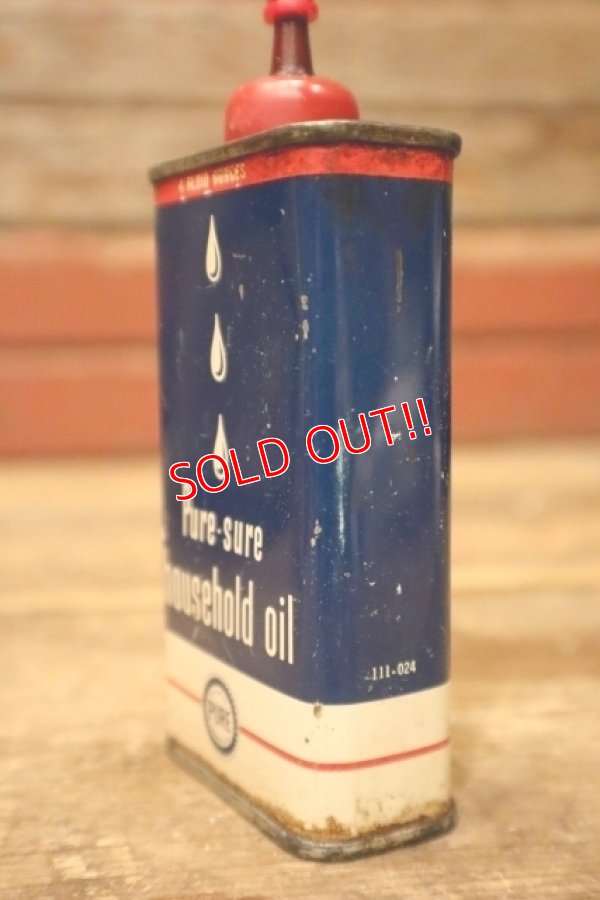 4 FLUID OUNCES
SOLD OUT!!
Pure-sure
household oil
111-024
PURE